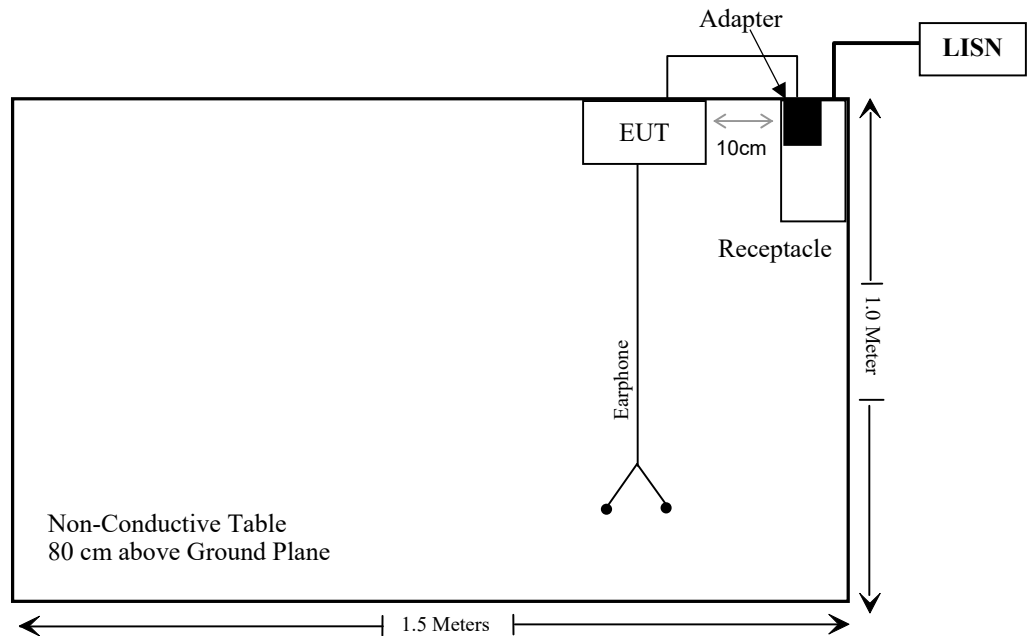 Adapter
LISN
EUT
10cm
Receptacle
1.0 Meter
Earphone
Non-Conductive Table
80 cm above Ground Plane
1.5 Meters